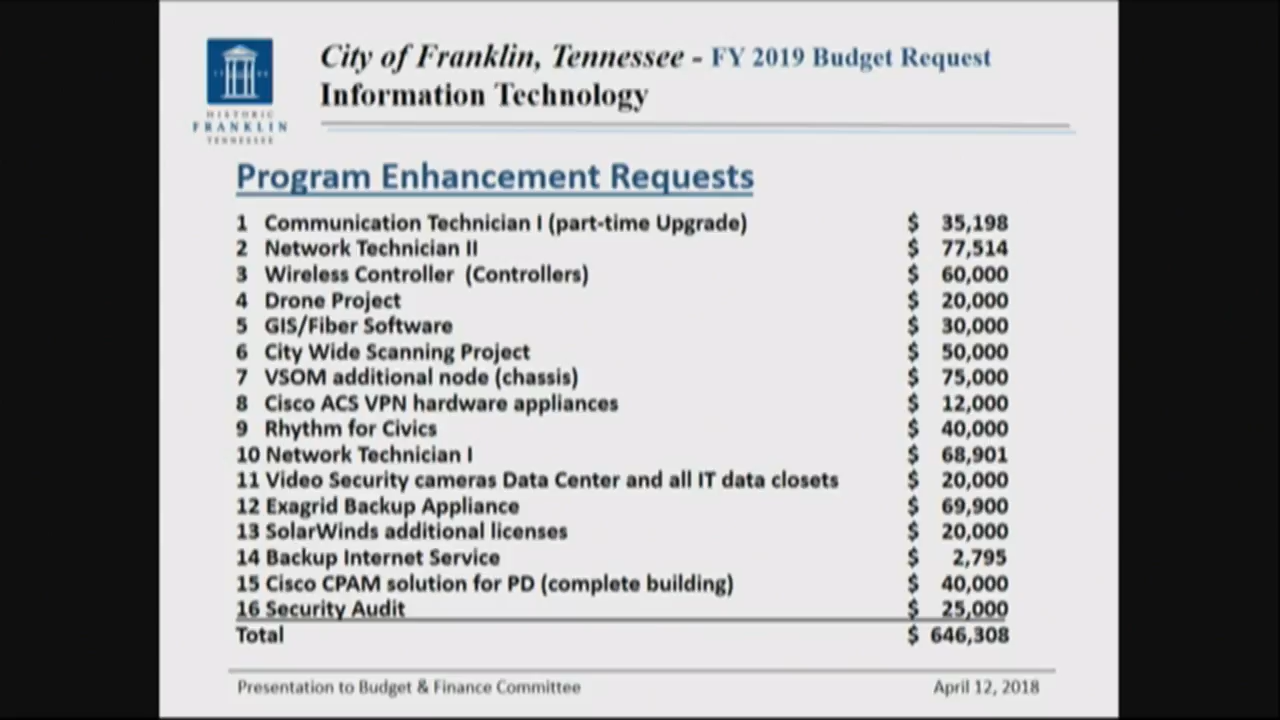 City of Franklin, Tennessee - FY 2019 Budget Request
Information Technology
HISTORIC
FRANKLIN
TENNESSEE
Program Enhancement Requests
1 Communication Technician I (part-time Upgrade) $ 35,198
2 Network Technician II $ 77,514
3 Wireless Controller (Controllers) $ 60,000
4 Drone Project $ 20,000
5 GIS/Fiber Software $ 30,000
6 City Wide Scanning Project $ 50,000
7 VSOM additional node (chassis) $ 75,000
8 Cisco ACS VPN hardware appliances $ 12,000
9 Rhythm for Civics $ 40,000
10 Network Technician I $ 68,901
11 Video Security cameras Data Center and all IT data closets $ 20,000
12 Exagrid Backup Appliance $ 69,900
13 SolarWinds additional licenses $ 20,000
14 Backup Internet Service $ 2,795
15 Cisco CPAM solution for PD (complete building) $ 40,000
16 Security Audit $ 25,000
Total $ 646,308
Presentation to Budget & Finance Committee April 12, 2018